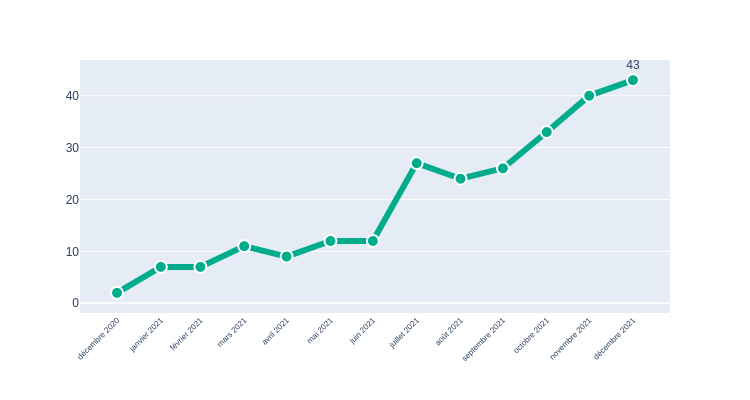 43
40
30
20
10
0
décembre 2020
janvier 2021
février 2021
mars 2021
avril 2021
mai 2021
juin 2021
juillet 2021
août 2021
septembre 2021
octobre 2021
novembre 2021
décembre 2021